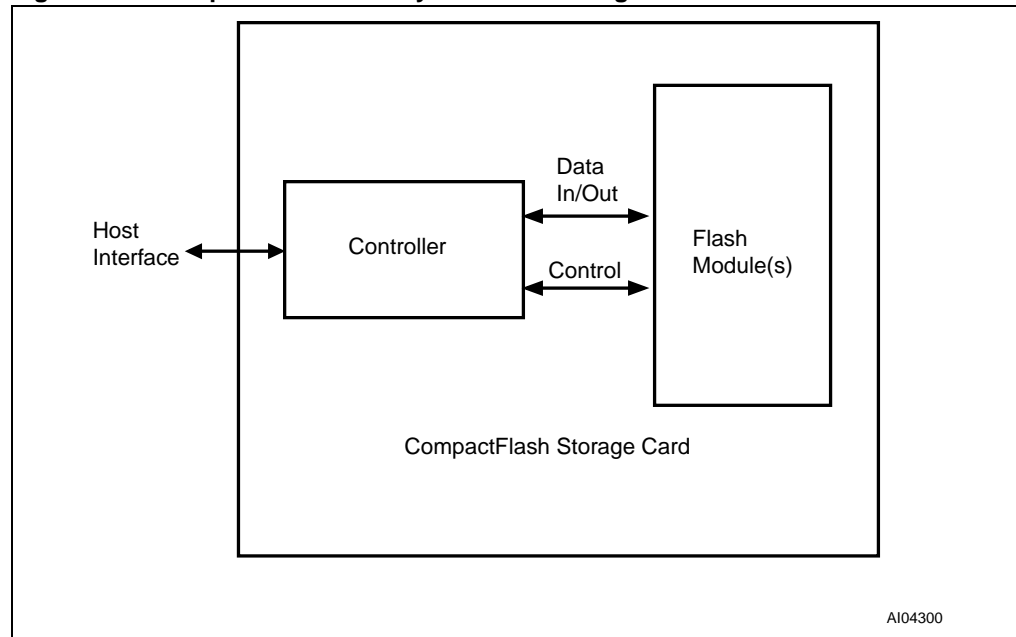 Data
In/Out
Host
Interface
Controller
Flash
Module(s)
Control
CompactFlash Storage Card
AI04300